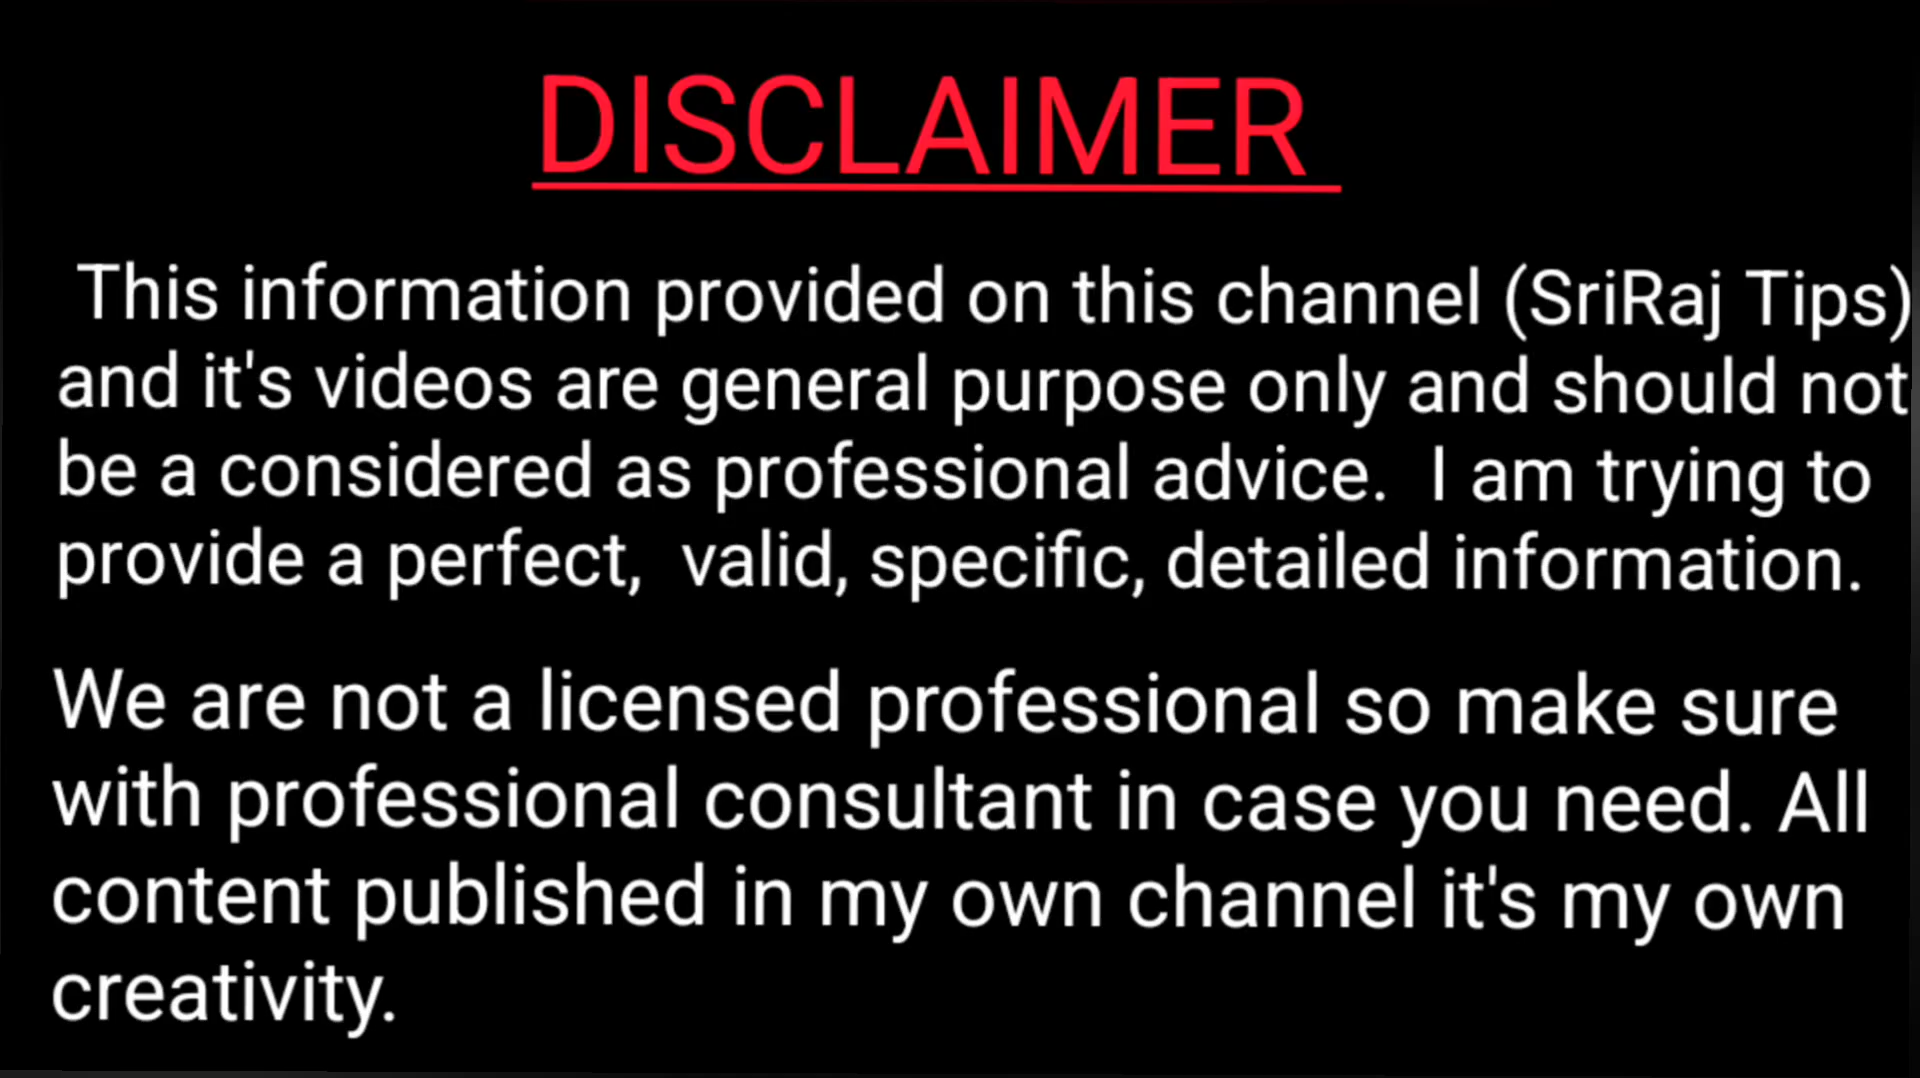 DISCLAIMER
This information provided on this channel (SriRaj Tips)
and it's videos are general purpose only and should not
be a considered as professional advice.  I am trying to
provide a perfect,  valid, specific, detailed information.
We are not a licensed professional so make sure
with professional consultant in case you need. All
content published in my own channel it's my own
creativity.